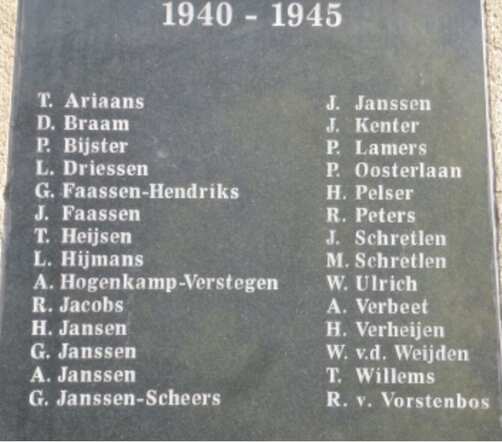 1940 - 1945
T. Ariaans
D. Braam
P. Bijster
L. Driessen
G. Faassen-Hendriks
J. Faassen
T. Heijsen
L. Hijmans
A. Hogenkamp-Verstegen
R. Jacobs
H. Jansen
G. Janssen
A. Janssen
G. Janssen-Scheers
J. Janssen
J. Kenter
P. Lamers
P. Oosterlaan
H. Pelser
R. Peters
J. Schretlen
M. Schretlen
W. Ulrich
A. Verbeet
H. Verheijen
W. v.d. Weijden
T. Willems
R. v. Vorstenbos